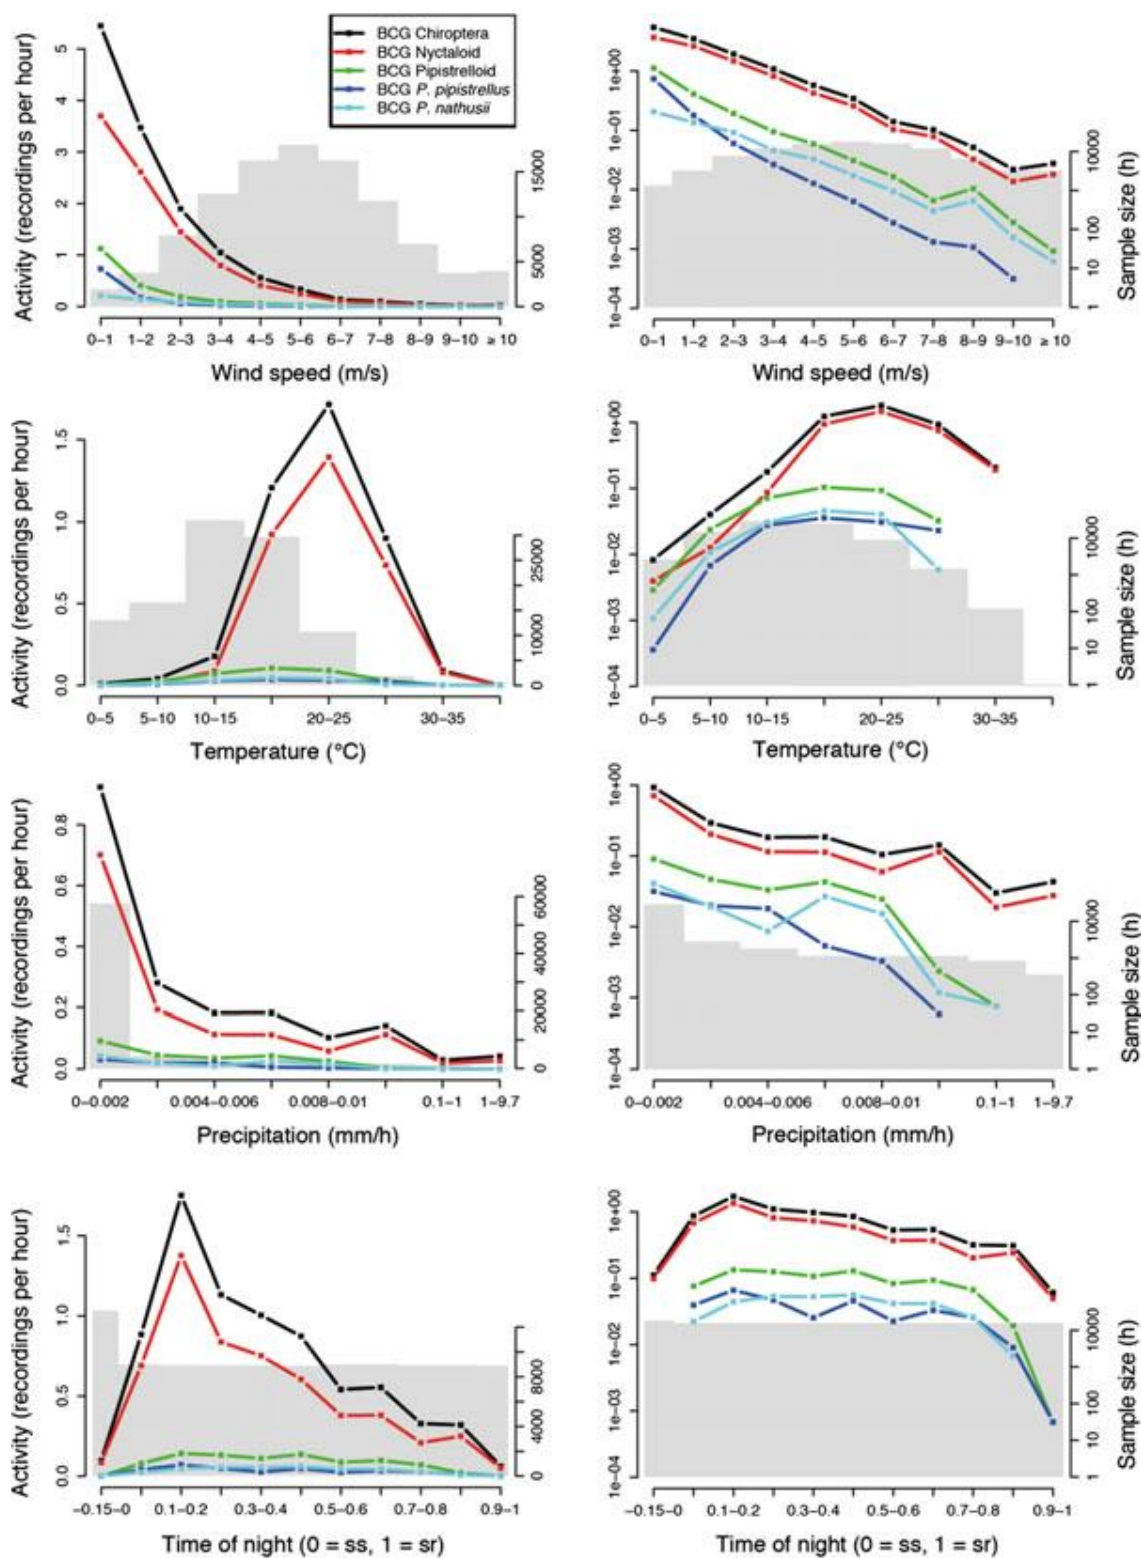 BCG Chiroptera
BCG Nyctaloid
BCG Pipistrelloid
BCG P. pipistrellus
BCG P. nathusii
Activity (recordings per hour)
5
4
3
2
1
0
15000
5000
0
0–1 1–2 2–3 3–4 4–5 5–6 6–7 7–8 8–9 9–10 ≥ 10
Wind speed (m/s)
1e+00
1e–01
1e–02
1e–03
1e–04
10000
100
10
1
Sample size (h)
0–1 1–2 2–3 3–4 4–5 5–6 6–7 7–8 8–9 9–10 ≥ 10
Wind speed (m/s)
Activity (recordings per hour)
1.5
1.0
0.5
0.0
25000
10000
0
0–5 5–10 10–15 20–25 30–35
Temperature (°C)
1e+00
1e–01
1e–02
1e–03
1e–04
10000
100
10
1
Sample size (h)
0–5 5–10 10–15 20–25 30–35
Temperature (°C)
Activity (recordings per hour)
0.8
0.6
0.4
0.2
0.0
60000
40000
20000
0
0–0.002 0.004–0.006 0.008–0.01 0.1–1 1–9.7
Precipitation (mm/h)
1e+00
1e–01
1e–02
1e–03
1e–04
10000
100
10
1
Sample size (h)
0–0.002 0.004–0.006 0.008–0.01 0.1–1 1–9.7
Precipitation (mm/h)
Activity (recordings per hour)
1.5
1.0
0.5
0.0
8000
4000
0
–0.15–0 0.1–0.2 0.3–0.4 0.5–0.6 0.7–0.8 0.9–1
Time of night (0 = ss, 1 = sr)
1e+00
1e–01
1e–02
1e–03
1e–04
10000
100
10
1
Sample size (h)
–0.15–0 0.1–0.2 0.3–0.4 0.5–0.6 0.7–0.8 0.9–1
Time of night (0 = ss, 1 = sr)